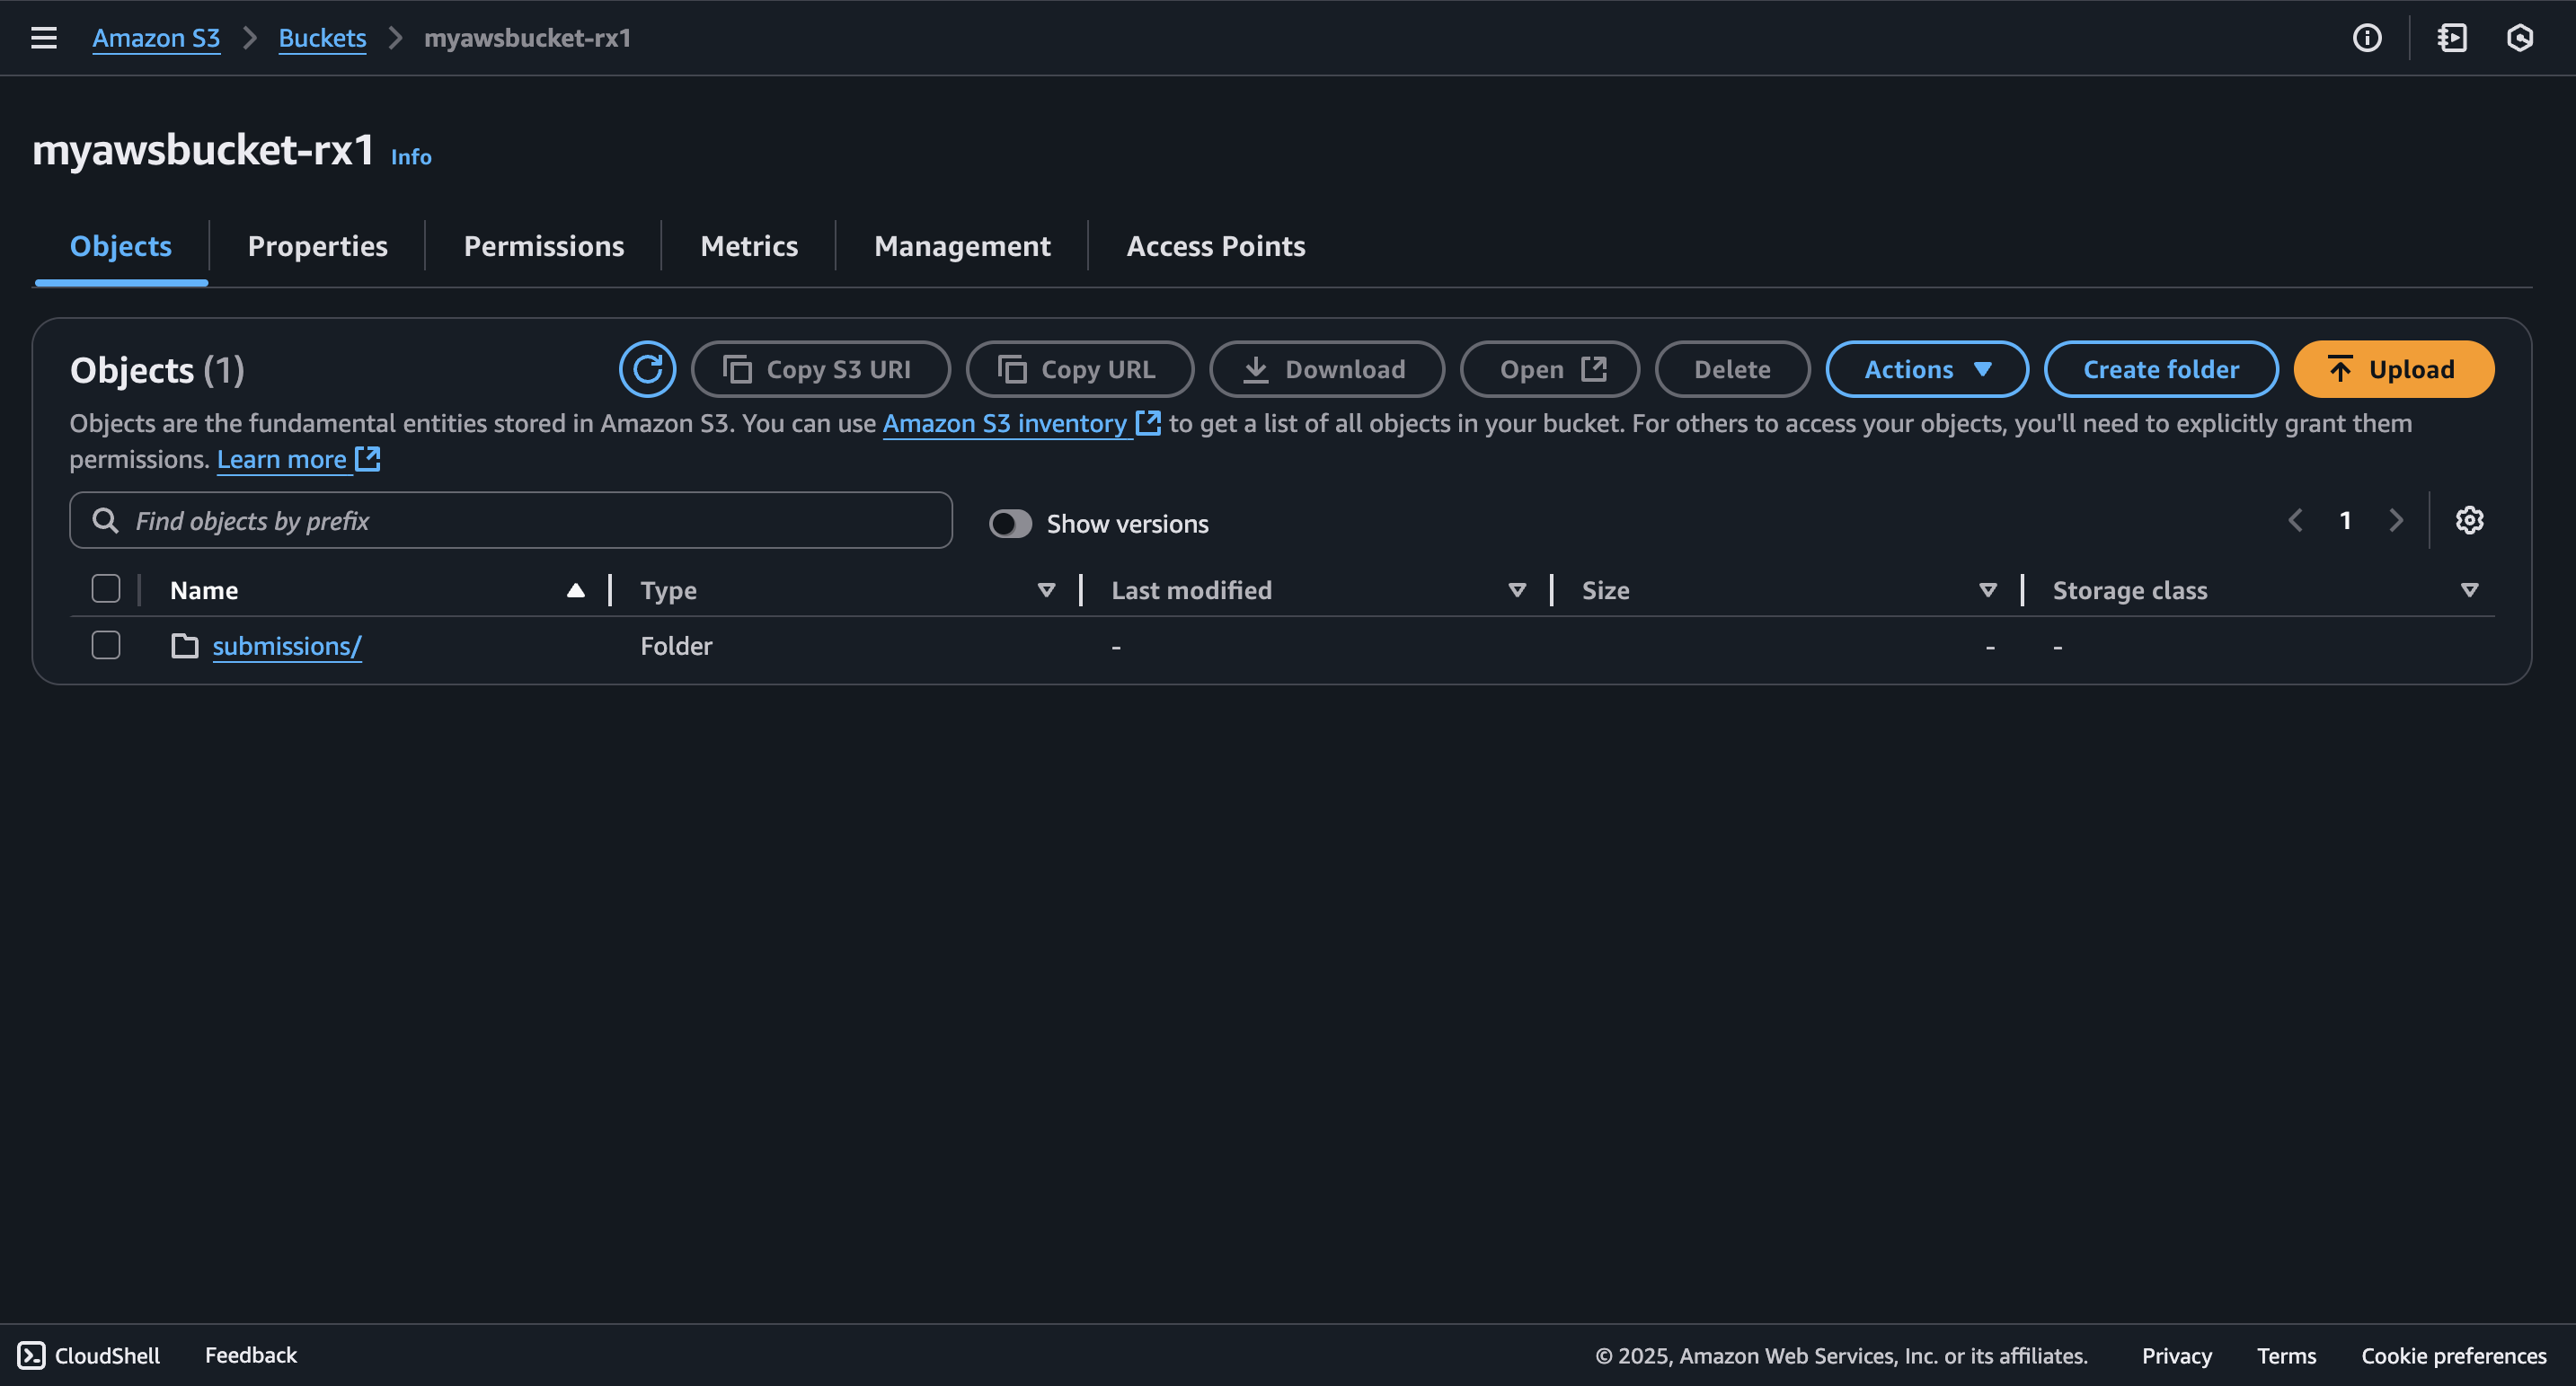 Amazon S3 > Buckets > myawsbucket-rx1
myawsbucket-rx1 Info
Objects Properties Permissions Metrics Management Access Points
Objects (1) Copy S3 URI Copy URL Download Open Delete Actions Create folder Upload
Objects are the fundamental entities stored in Amazon S3. You can use Amazon S3 inventory to get a list of all objects in your bucket. For others to access your objects, you'll need to explicitly grant them
permissions. Learn more
Find objects by prefix Show versions 1
Name Type Last modified Size Storage class
submissions/ Folder - - -
CloudShell Feedback © 2025, Amazon Web Services, Inc. or its affiliates. Privacy Terms Cookie preferences